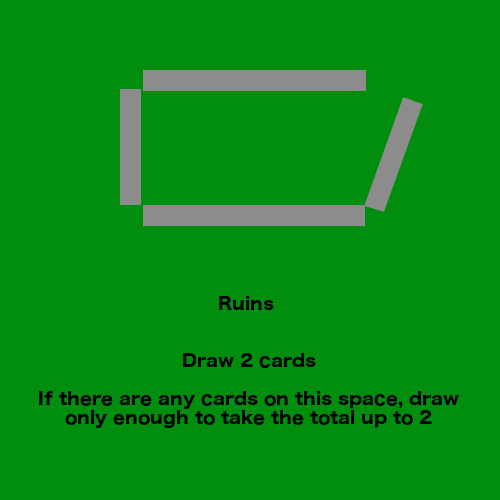 Ruins
Draw 2 cards
If there are any cards on this space, draw
only enough to take the total up to 2